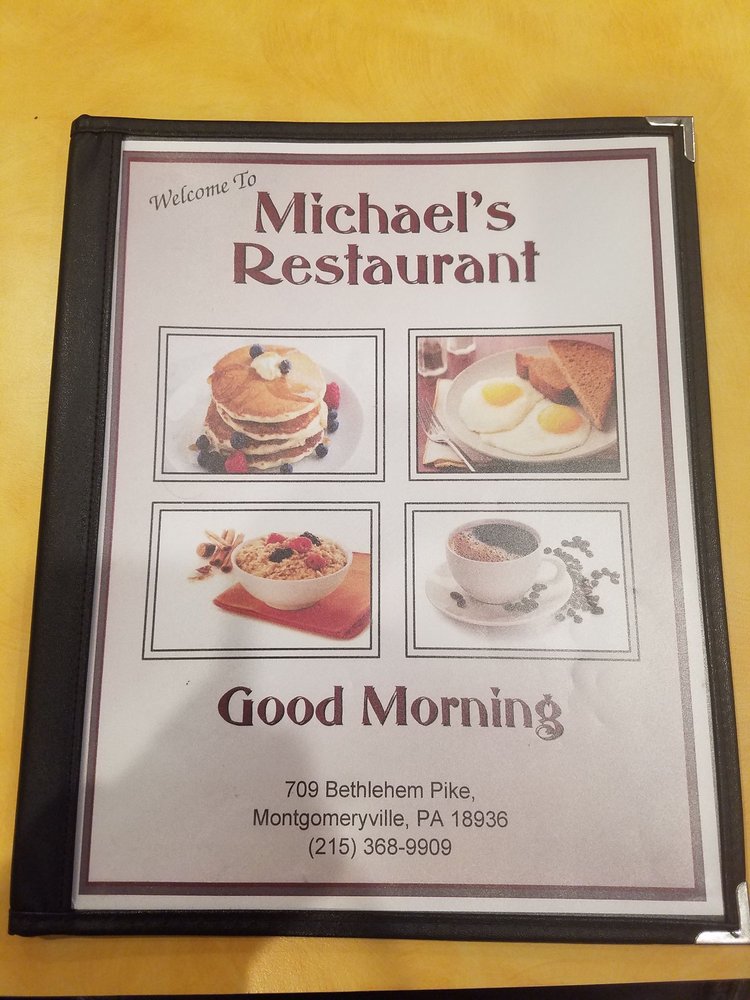 Welcome To
Michael's
Restaurant
Good Morning
709 Bethlehem Pike,
Montgomeryville, PA 18936
(215) 368-9909